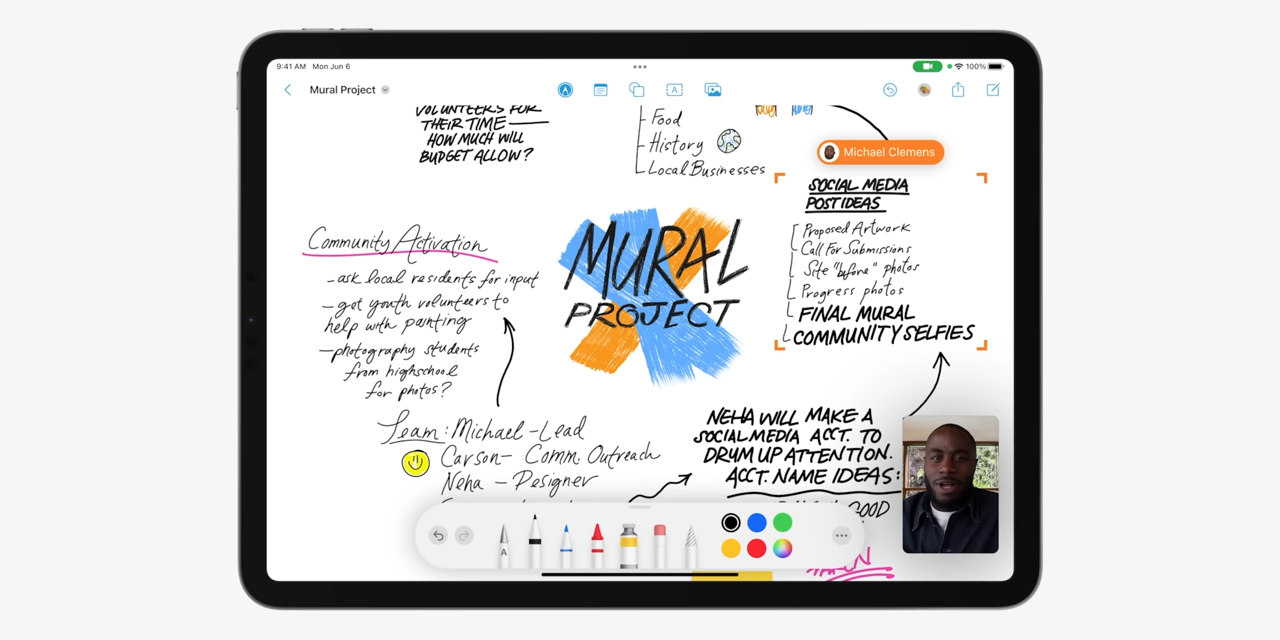 9:41 AM Mon Jun 6
100%
Mural Project
A
VOLUNTEERS FOR
THEIR TIME —
HOW MUCH WILL
BUDGET ALLOW?
Food
History
Local Businesses
Michael Clemens
SOCIAL MEDIA
POST IDEAS
Proposed Artwork
Call For Submissions
Site "before" photos
Progress photos
FINAL MURAL
COMMUNITY SELFIES
Community Activation
- ask local residents for input
- got youth volunteers to
help with painting
- photography students
from highschool
for photos?
MURAL
PROJECT
Team: Michael - Lead
Carson - Comm. Outreach
Neha - Designer
NEHA WILL MAKE A
SOCIAL MEDIA ACCT. TO
DRUM UP ATTENTION.
ACCT. NAME IDEAS:
A